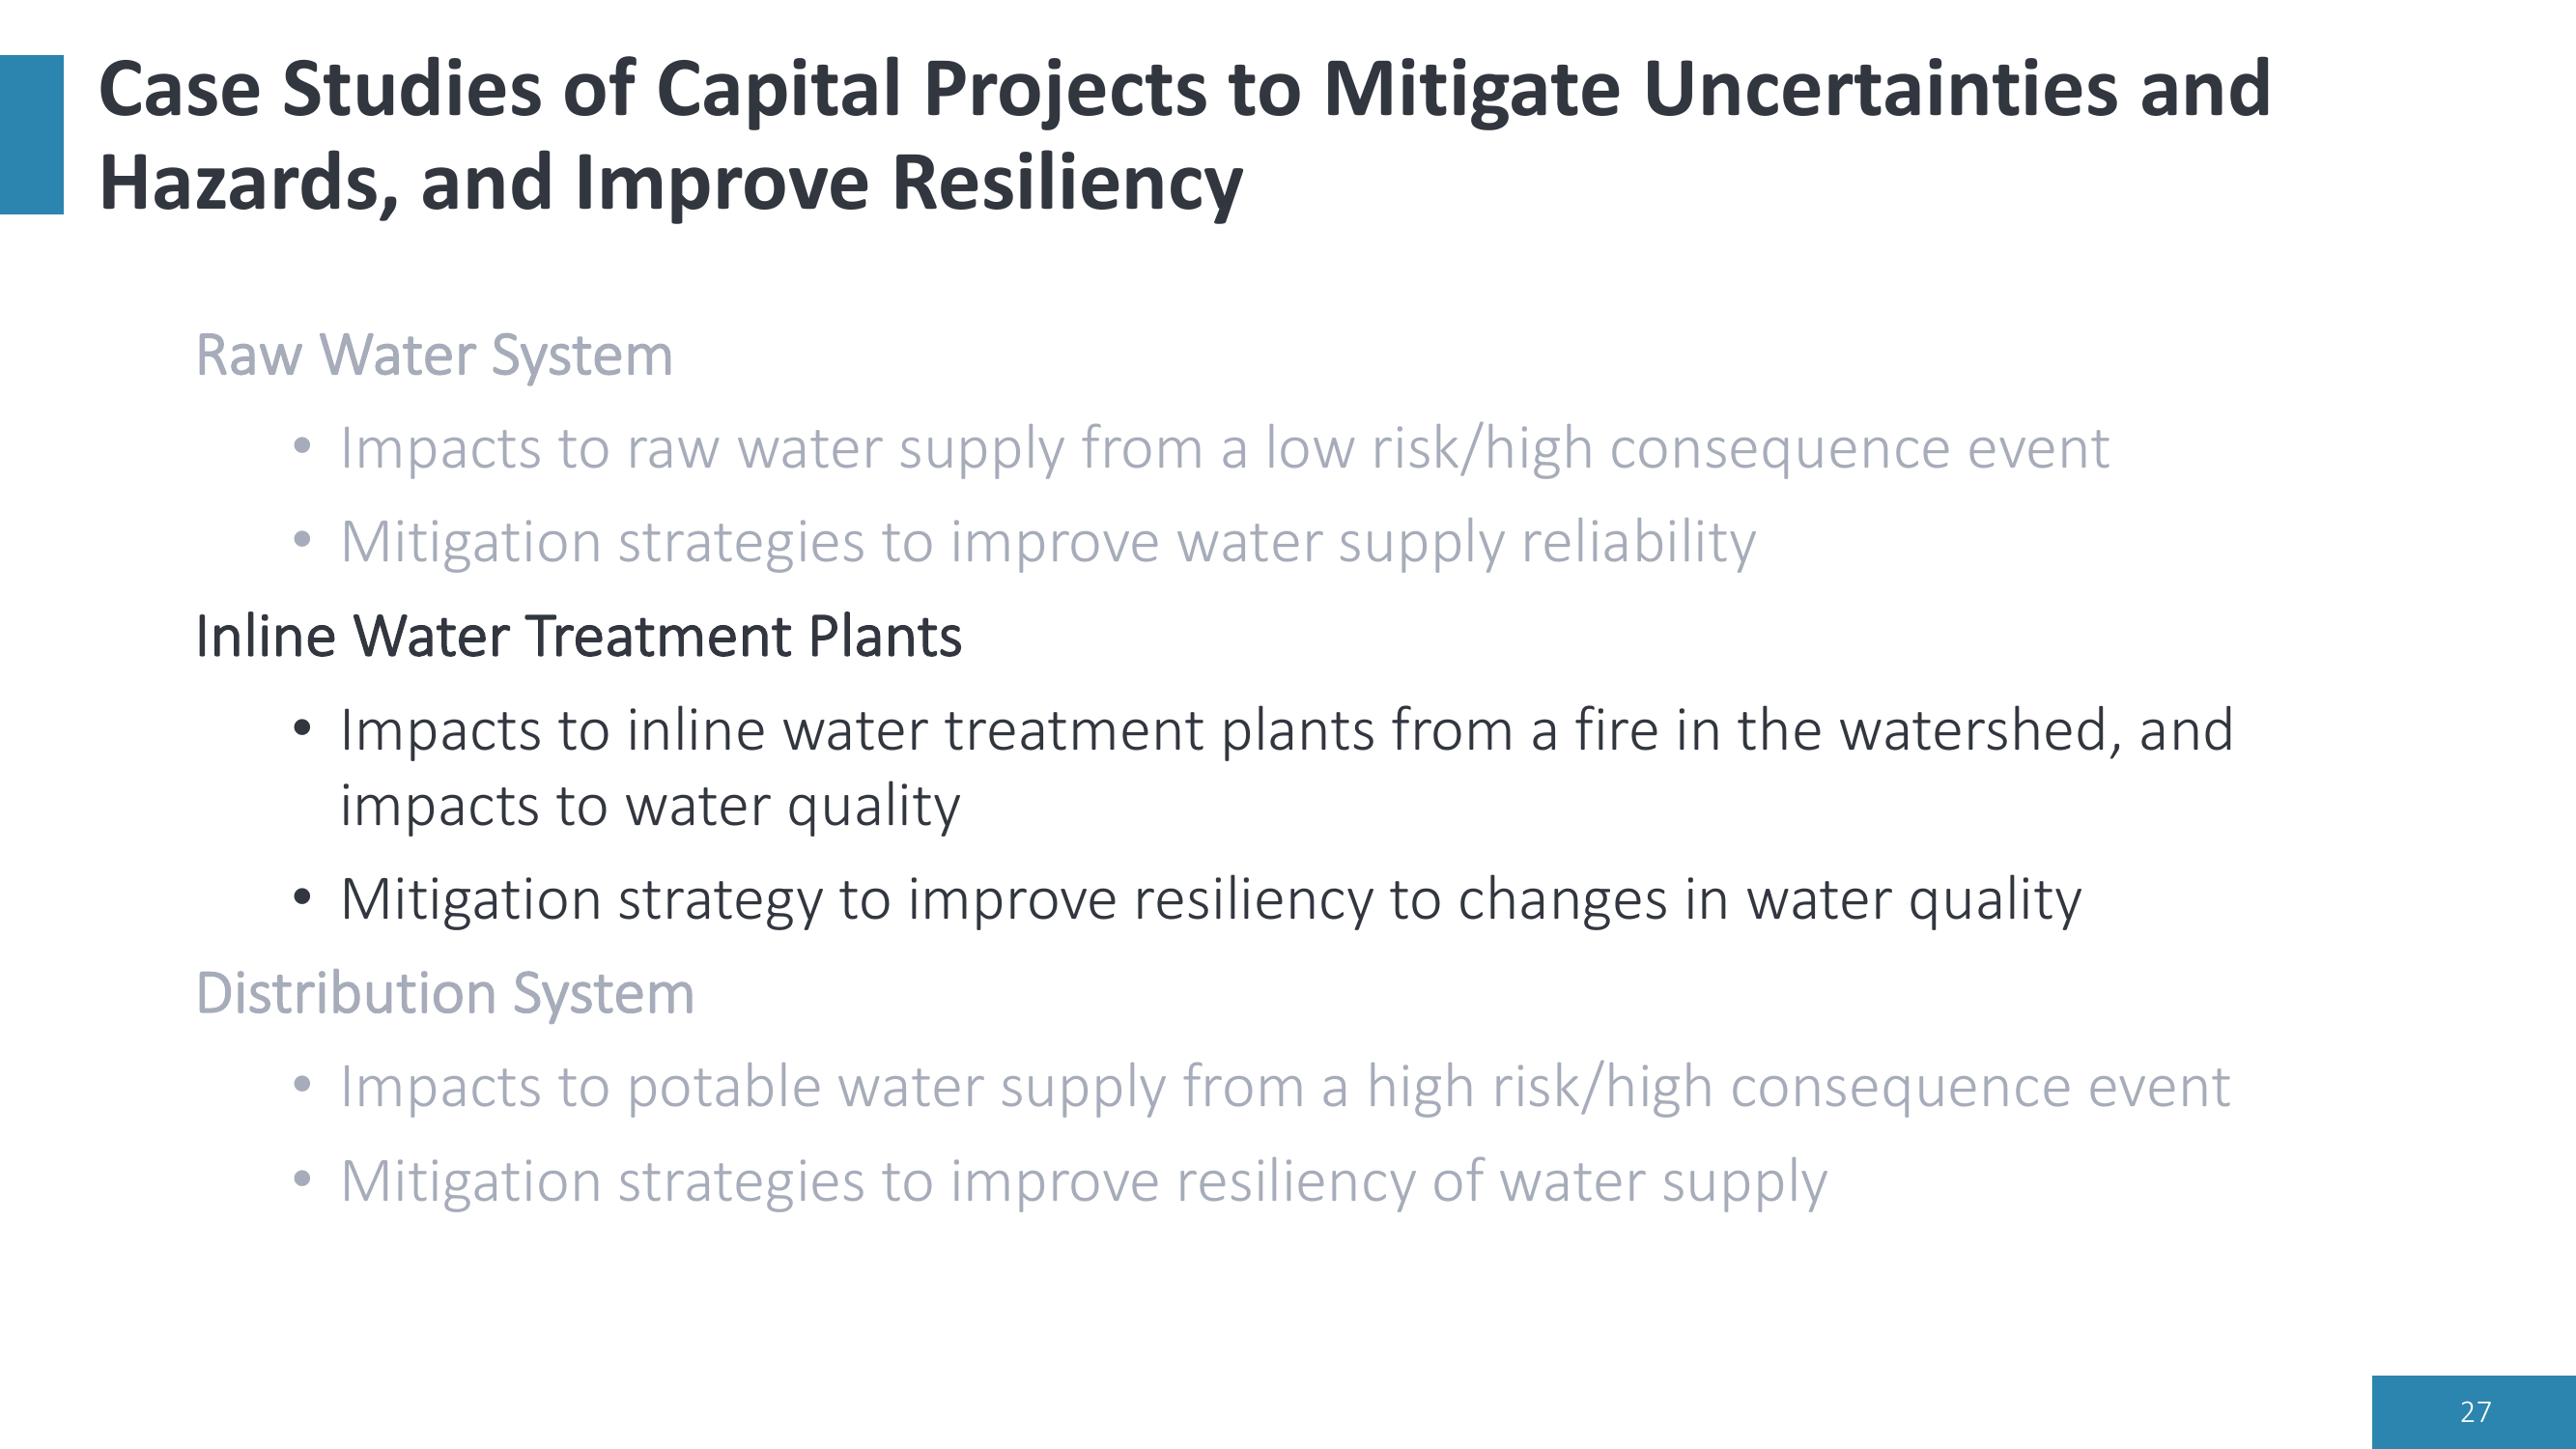 Case Studies of Capital Projects to Mitigate Uncertainties and
Hazards, and Improve Resiliency
Raw Water System
• Impacts to raw water supply from a low risk/high consequence event
• Mitigation strategies to improve water supply reliability
Inline Water Treatment Plants
• Impacts to inline water treatment plants from a fire in the watershed, and
impacts to water quality
• Mitigation strategy to improve resiliency to changes in water quality
Distribution System
• Impacts to potable water supply from a high risk/high consequence event
• Mitigation strategies to improve resiliency of water supply
27